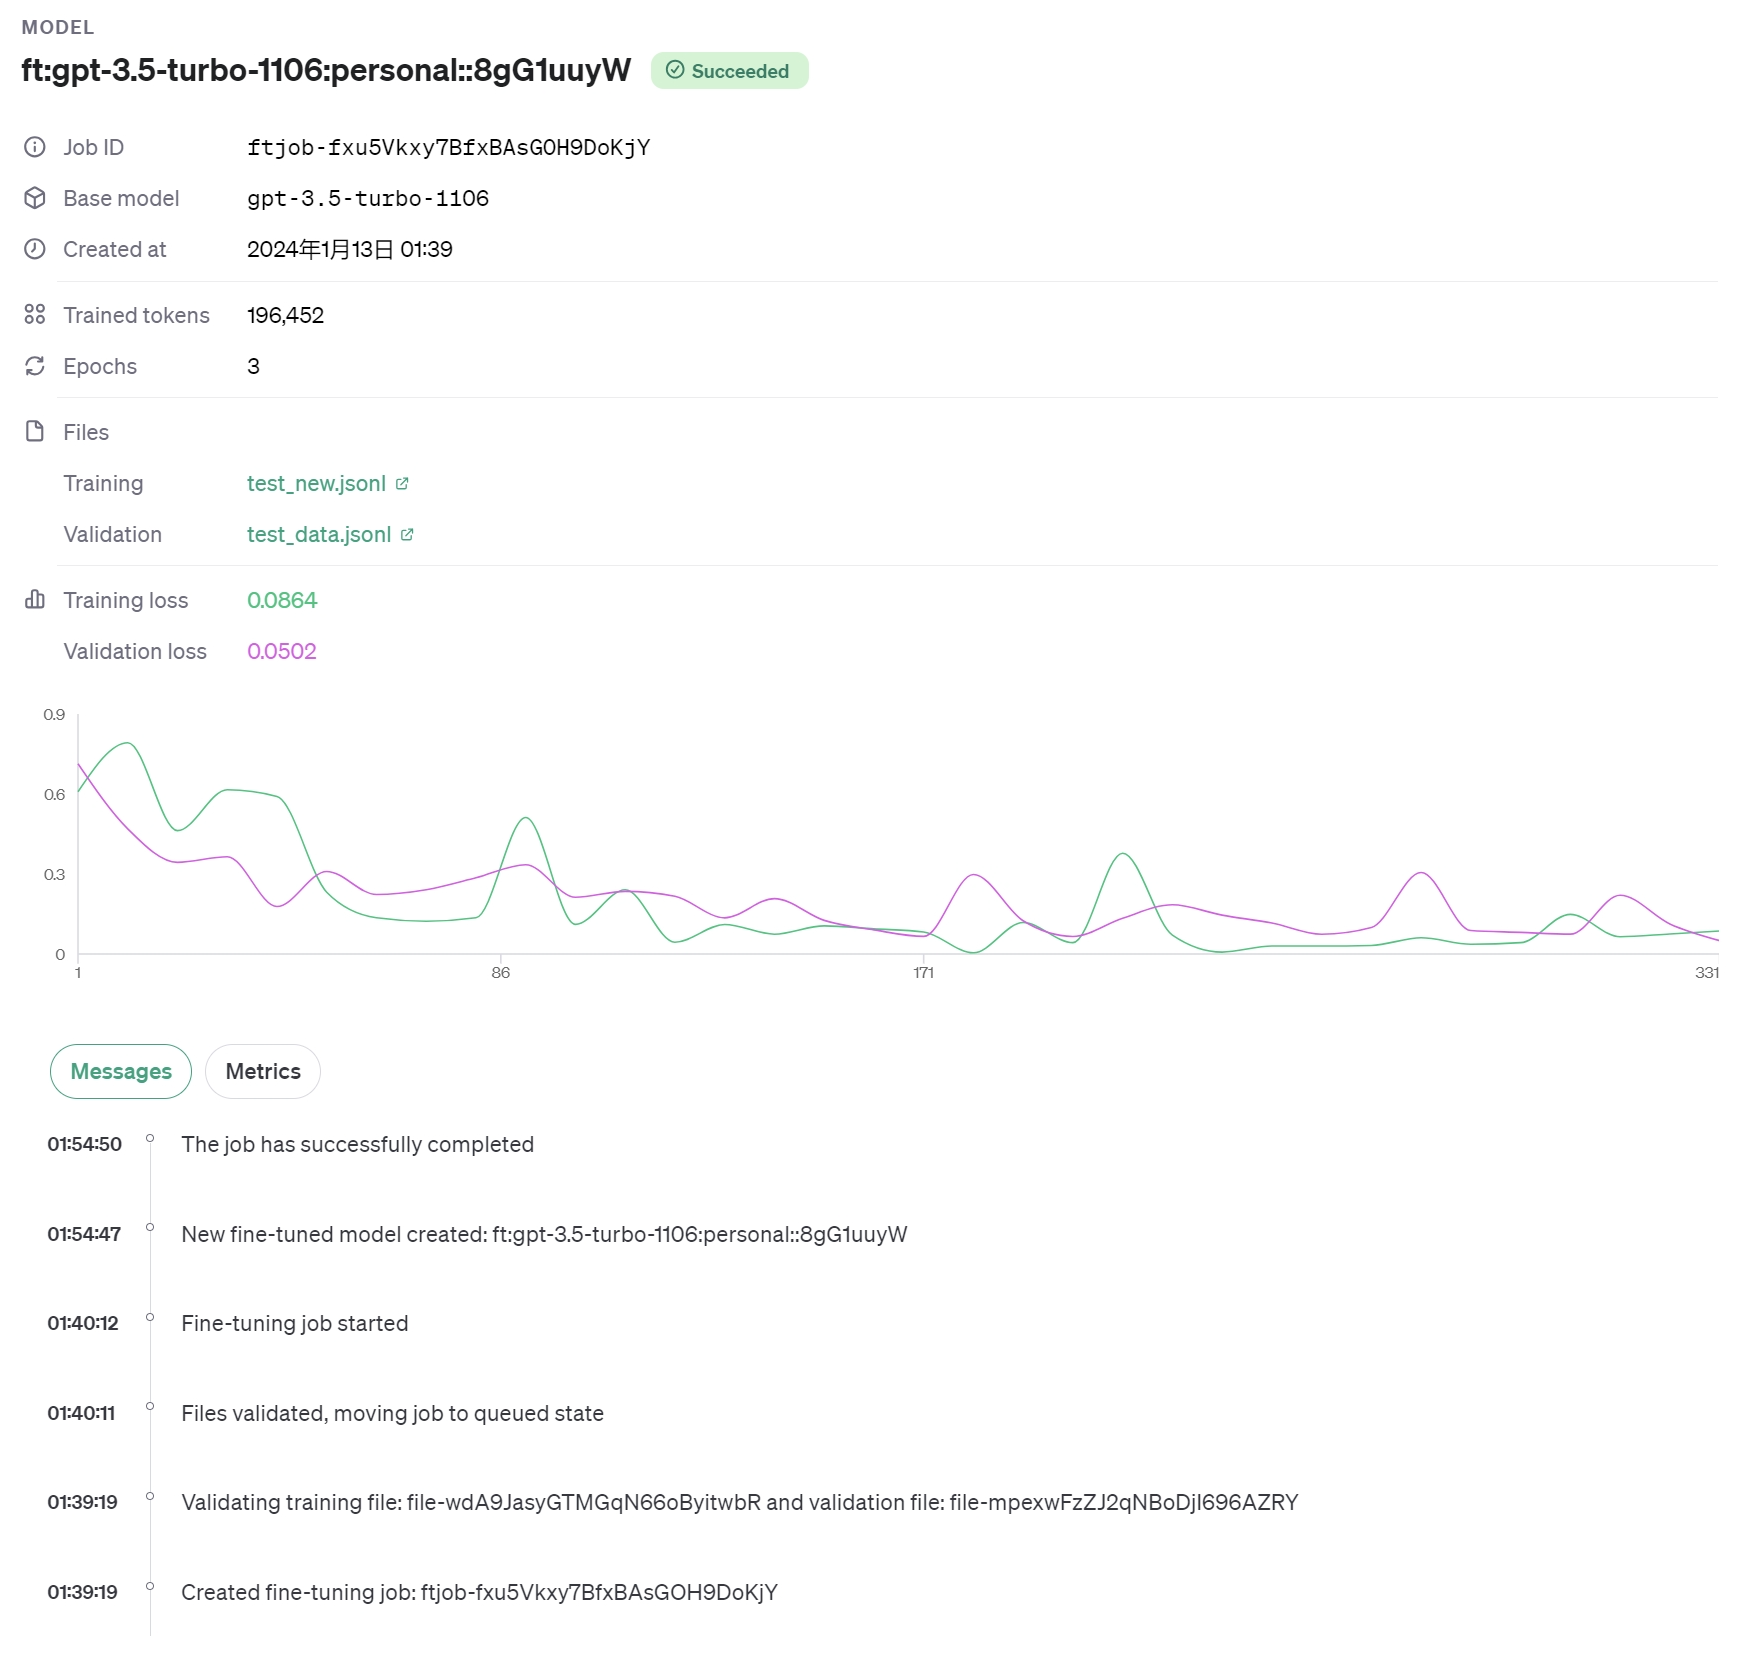 MODEL
ft:gpt-3.5-turbo-1106:personal::8gG1uuyW Succeeded
Job ID ftjob-fxu5Vkxy7BfxBAsGOH9DoKjY
Base model gpt-3.5-turbo-1106
Created at 2024年1月13日 01:39
Trained tokens 196,452
Epochs 3
Files
Training test_new.jsonl
Validation test_data.jsonl
Training loss 0.0864
Validation loss 0.0502
0.9
0.6
0.3
0
1 86 171 331
Messages Metrics
01:54:50 The job has successfully completed
01:54:47 New fine-tuned model created: ft:gpt-3.5-turbo-1106:personal::8gG1uuyW
01:40:12 Fine-tuning job started
01:40:11 Files validated, moving job to queued state
01:39:19 Validating training file: file-wdA9JasyGTMGqN66oByitwbR and validation file: file-mpexwFzZJ2qNBoDjI696AZRY
01:39:19 Created fine-tuning job: ftjob-fxu5Vkxy7BfxBAsGOH9DoKjY